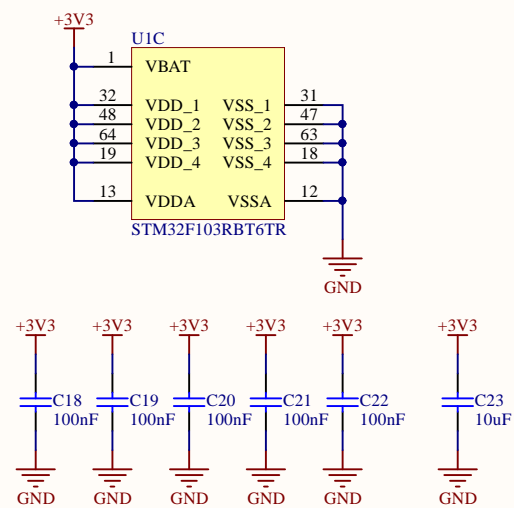 +3V3
U1C
1 VBAT
32 VDD_1 VSS_1 31
48 VDD_2 VSS_2 47
64 VDD_3 VSS_3 63
19 VDD_4 VSS_4 18
13 VDDA VSSA 12
STM32F103RBT6TR
GND
+3V3 +3V3 +3V3 +3V3 +3V3 +3V3
C18 C19 C20 C21 C22 C23
100nF 100nF 100nF 100nF 100nF 10uF
GND GND GND GND GND GND